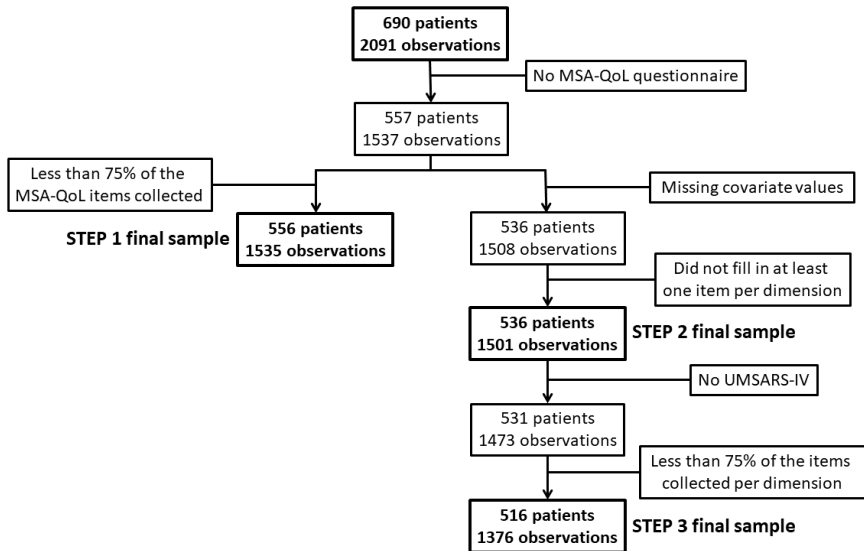 690 patients
2091 observations
No MSA-QoL questionnaire
557 patients
1537 observations
Less than 75% of the
MSA-QoL items collected
Missing covariate values
STEP 1 final sample
556 patients
1535 observations
536 patients
1508 observations
Did not fill in at least
one item per dimension
536 patients
1501 observations
STEP 2 final sample
No UMSARS-IV
531 patients
1473 observations
Less than 75% of the items
collected per dimension
516 patients
1376 observations
STEP 3 final sample